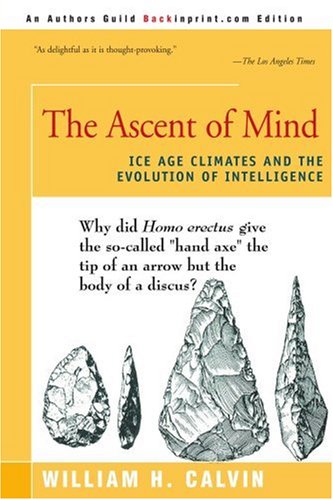 An Authors Guild Backinprint.com Edition
"As delightful as it is thought-provoking."
—The Los Angeles Times
The Ascent of Mind
ICE AGE CLIMATES AND THE
EVOLUTION OF INTELLIGENCE
Why did Homo erectus give
the so-called "hand axe" the
tip of an arrow but the
body of a discus?
WILLIAM H. CALVIN